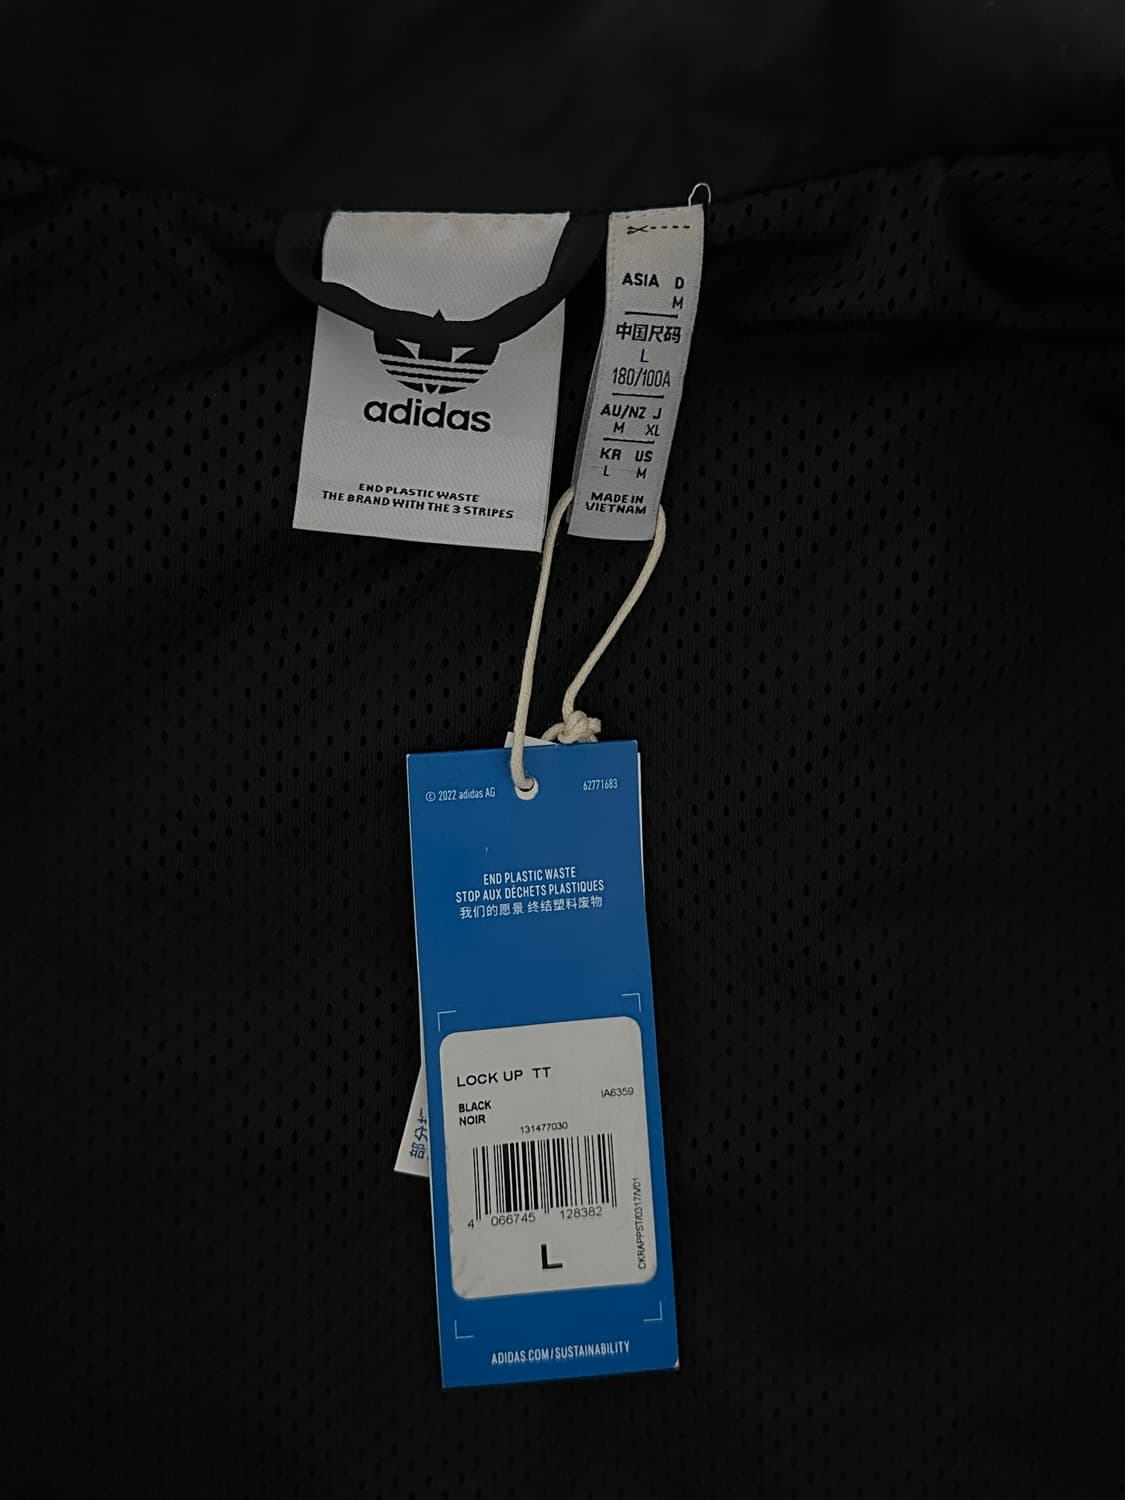 adidas
END PLASTIC WASTE
THE BRAND WITH THE 3 STRIPES
ASIA D
M
中国尺码
L
180/100A
AU/NZ J
M XL
KR US
L M
MADE IN
VIETNAM
© 2022 adidas AG
62771683
END PLASTIC WASTE
STOP AUX DÉCHETS PLASTIQUES
我们的愿景 终结塑料废物
LOCK UP TT
IA6359
BLACK
NOIR
131477030
4 066745 128382
L
CKRAPPST/0317/VD1
ADIDAS.COM/SUSTAINABILITY
部分